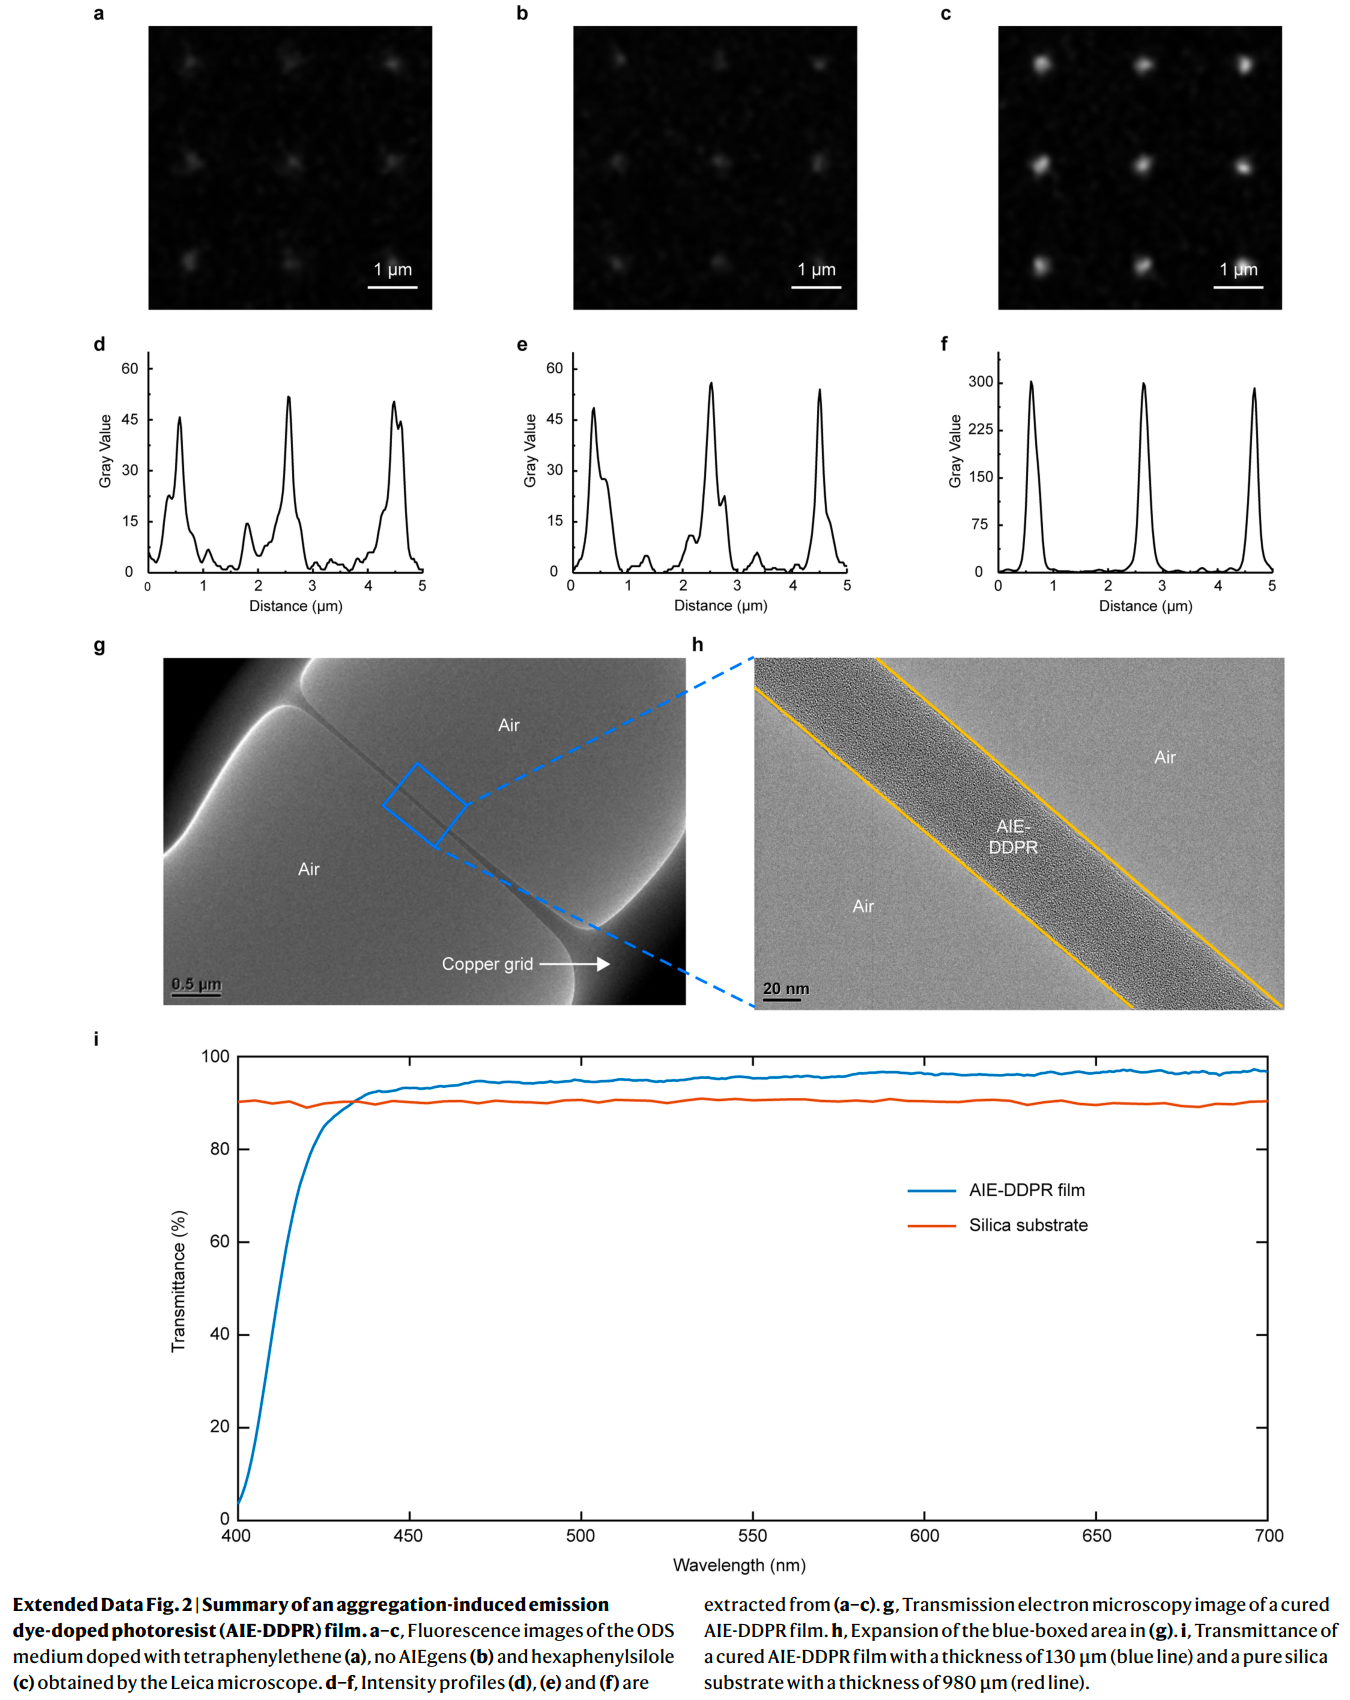 a
b
c
1 µm
1 µm
1 µm
d
e
f
60
45
30
15
0
Gray Value
0 1 2 3 4 5
Distance (µm)
60
45
30
15
0
Gray Value
0 1 2 3 4 5
Distance (µm)
300
225
150
75
0
Gray Value
0 1 2 3 4 5
Distance (µm)
g
h
Air
Air
Copper grid
0.5 µm
Air
AIE-
DDPR
Air
20 nm
i
100
80
60
40
20
0
Transmittance (%)
AIE-DDPR film
Silica substrate
400 450 500 550 600 650 700
Wavelength (nm)
Extended Data Fig. 2 | Summary of an aggregation-induced emission
dye-doped photoresist (AIE-DDPR) film. a–c, Fluorescence images of the ODS
medium doped with tetraphenylethene (a), no AIEgens (b) and hexaphenylsilole
(c) obtained by the Leica microscope. d–f, Intensity profiles (d), (e) and (f) are
extracted from (a–c). g, Transmission electron microscopy image of a cured
AIE-DDPR film. h, Expansion of the blue-boxed area in (g). i, Transmittance of
a cured AIE-DDPR film with a thickness of 130 µm (blue line) and a pure silica
substrate with a thickness of 980 µm (red line).